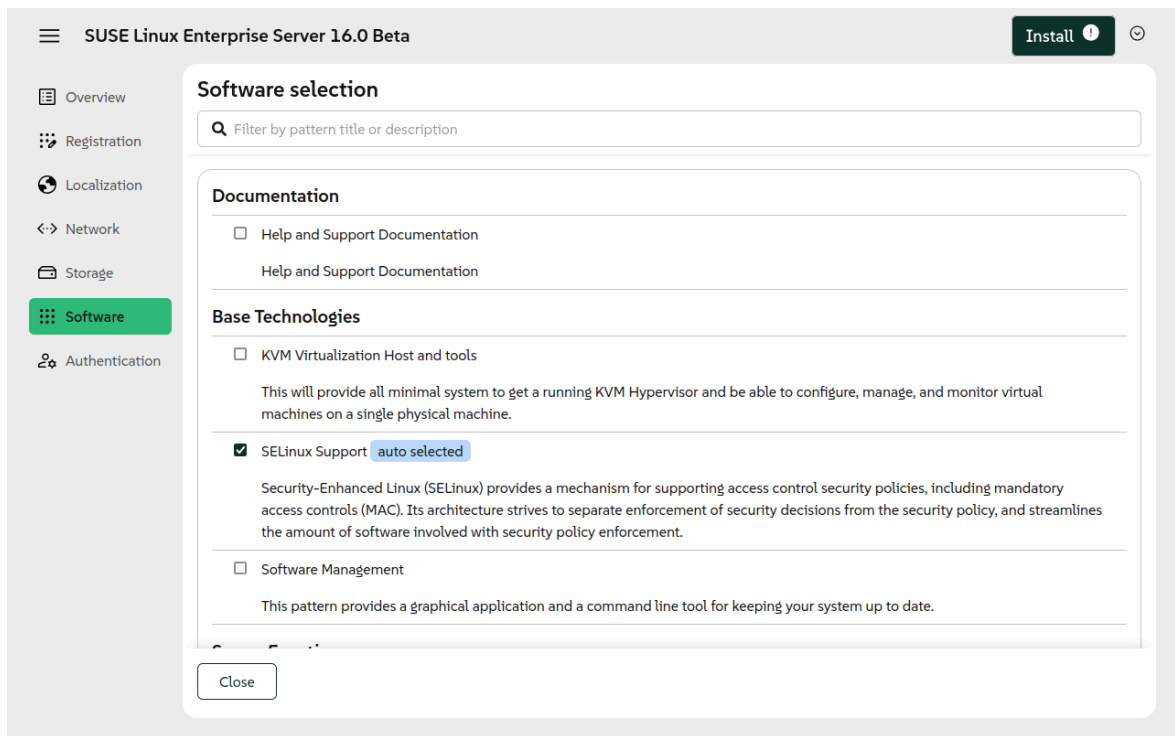 SUSE Linux Enterprise Server 16.0 Beta
Install
Overview
Registration
Localization
Network
Storage
Software
Authentication
Software selection
Filter by pattern title or description
Documentation
Help and Support Documentation
Help and Support Documentation
Base Technologies
KVM Virtualization Host and tools
This will provide all minimal system to get a running KVM Hypervisor and be able to configure, manage, and monitor virtual
machines on a single physical machine.
SELinux Support auto selected
Security-Enhanced Linux (SELinux) provides a mechanism for supporting access control security policies, including mandatory
access controls (MAC). Its architecture strives to separate enforcement of security decisions from the security policy, and streamlines
the amount of software involved with security policy enforcement.
Software Management
This pattern provides a graphical application and a command line tool for keeping your system up to date.
Close